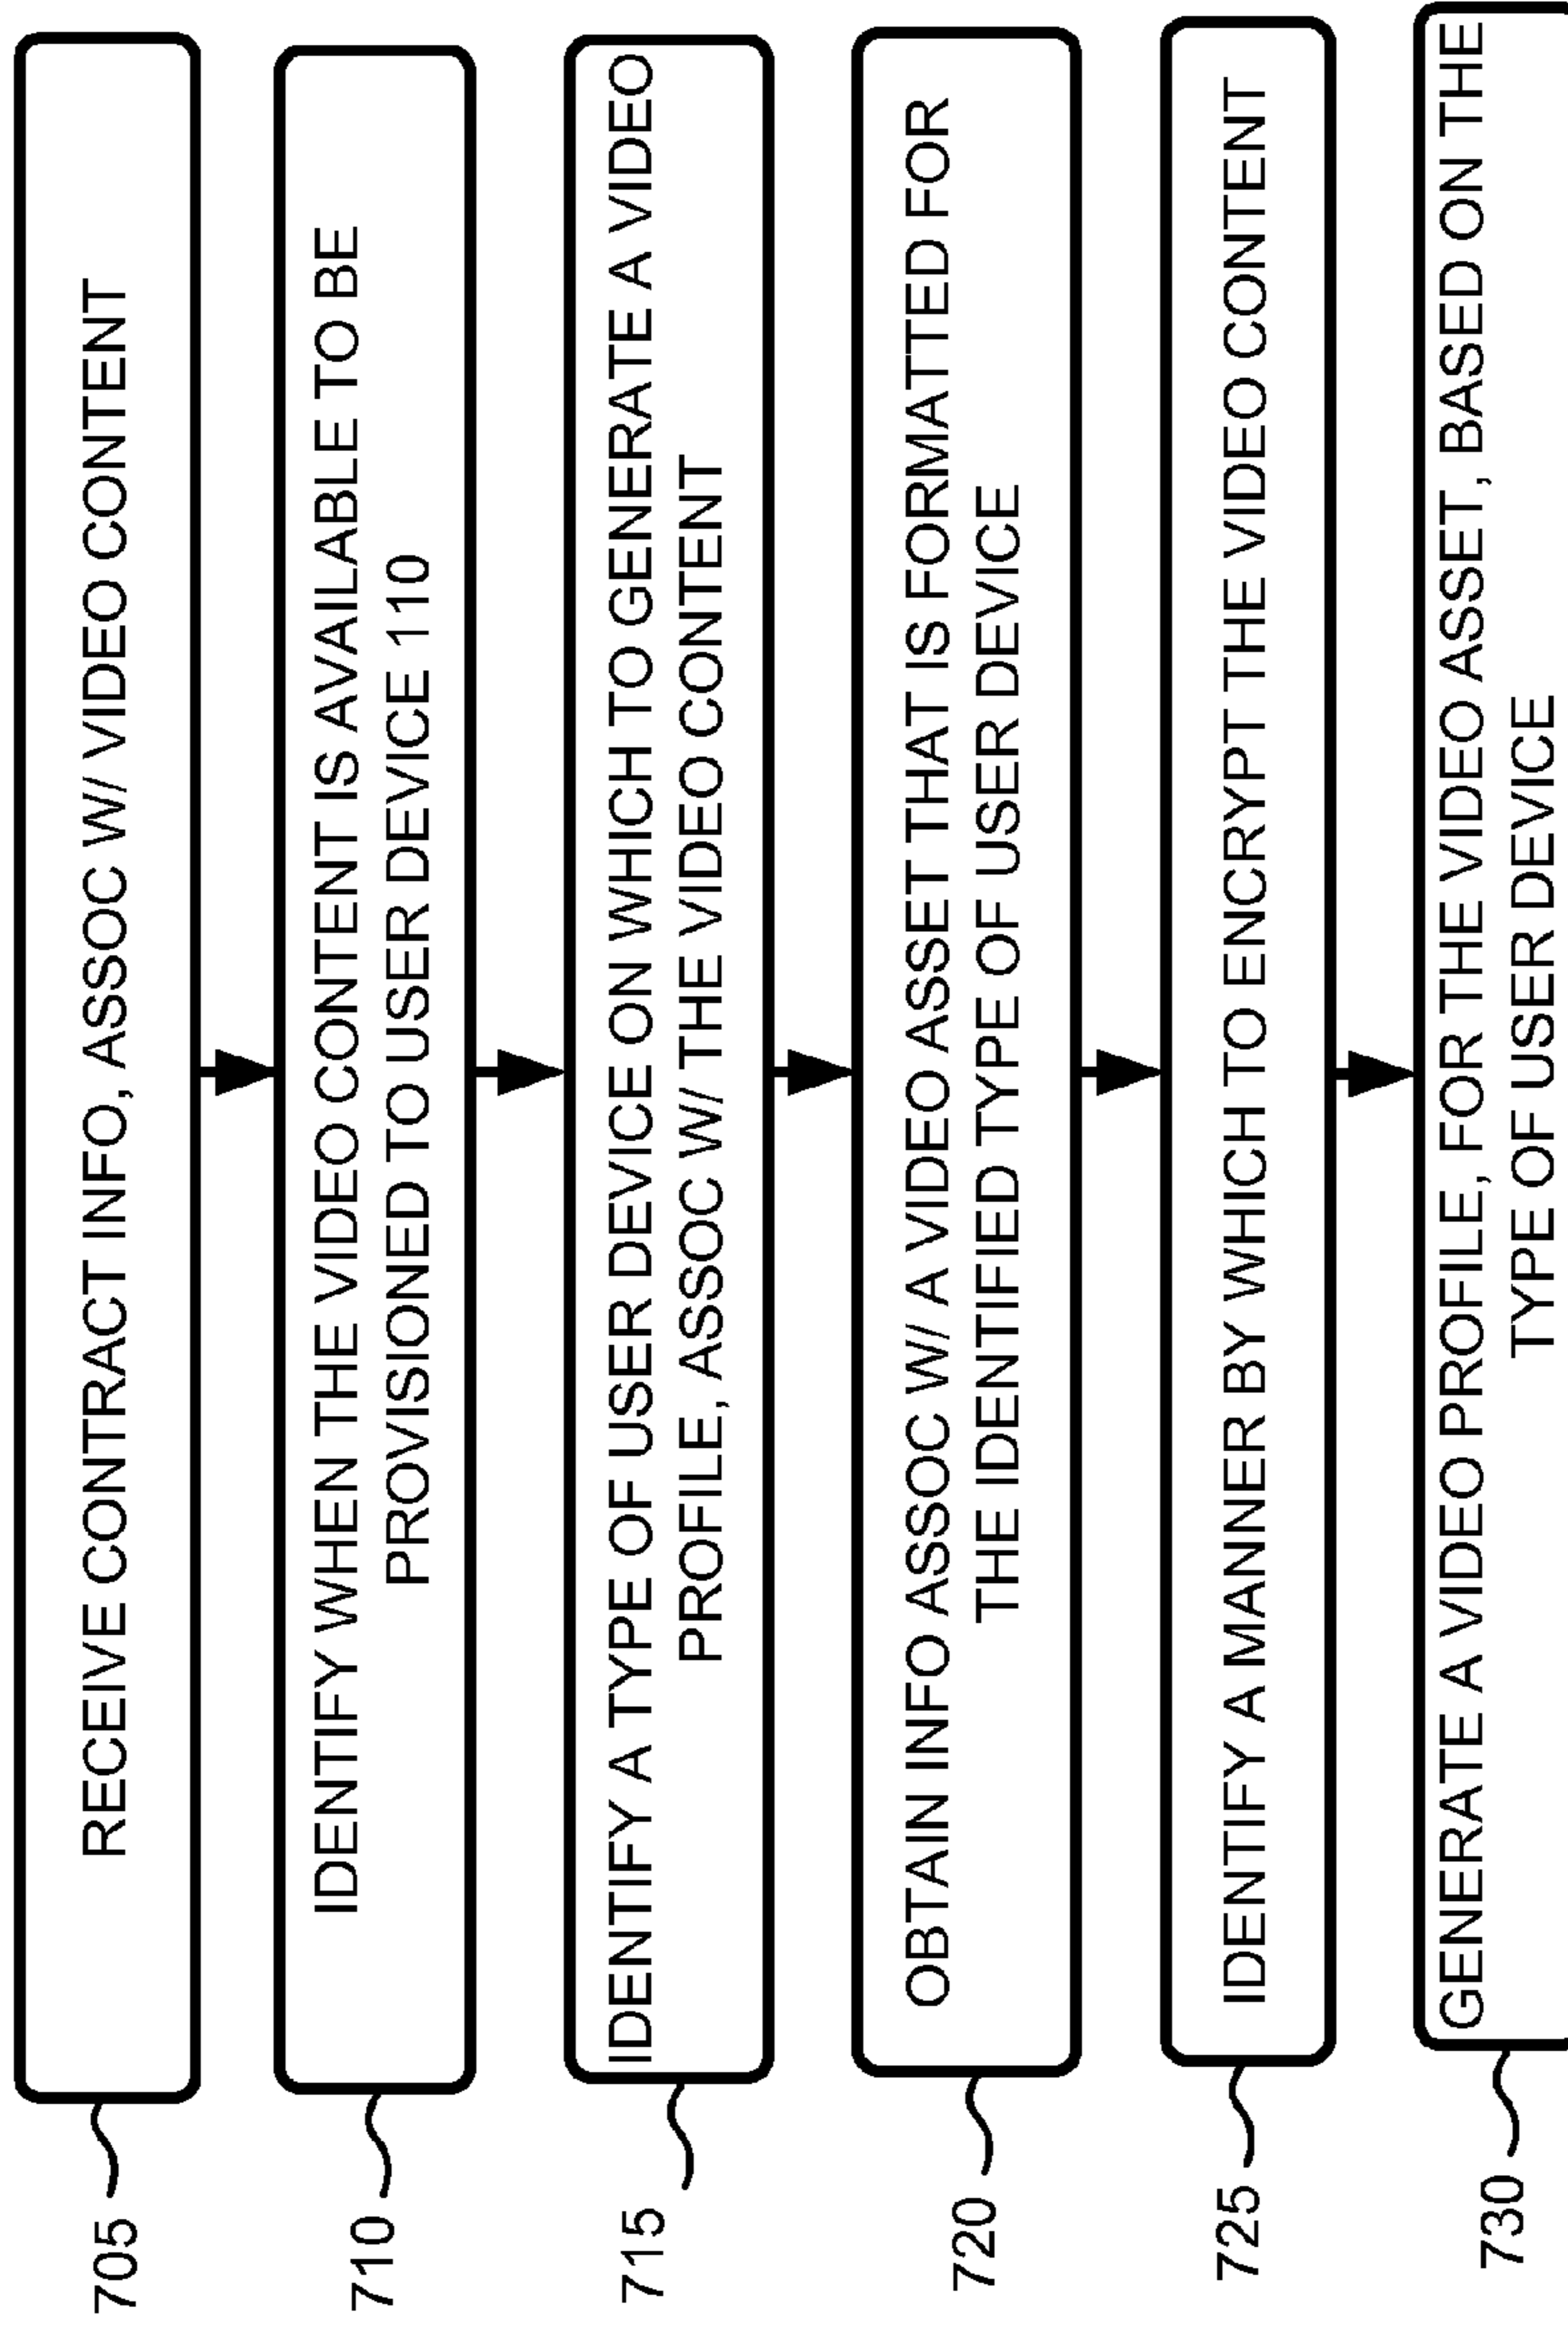 705
RECEIVE CONTRACT INFO, ASSOC W/ VIDEO CONTENT
710
IDENTIFY WHEN THE VIDEO CONTENT IS AVAILABLE TO BE
PROVISIONED TO USER DEVICE 110
715
IDENTIFY A TYPE OF USER DEVICE ON WHICH TO GENERATE A VIDEO
PROFILE, ASSOC W/ THE VIDEO CONTENT
720
OBTAIN INFO ASSOC W/ A VIDEO ASSET THAT IS FORMATTED FOR
THE IDENTIFIED TYPE OF USER DEVICE
725
IDENTIFY A MANNER BY WHICH TO ENCRYPT THE VIDEO CONTENT
730
GENERATE A VIDEO PROFILE, FOR THE VIDEO ASSET, BASED ON THE
TYPE OF USER DEVICE